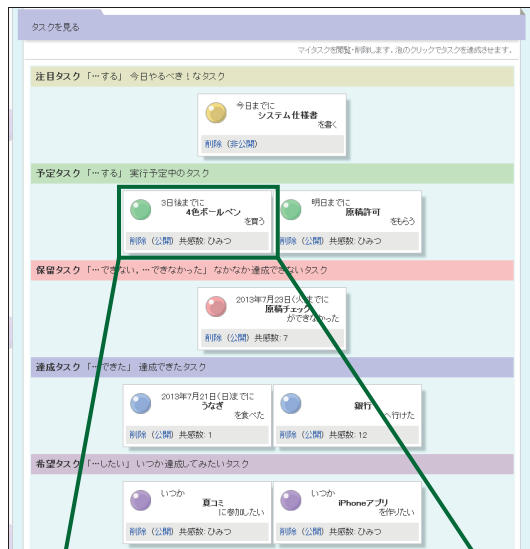 タスクを見る
マイタスクを閲覧・削除します。泡のクリックでタスクを達成させます。
注目タスク「…する」 今日やるべき!なタスク
今日までに
システム仕様書
を書く
削除 (非公開)
予定タスク「…する」 実行予定中のタスク
3日後までに
4色ボールペン
を買う
削除 (公開) 共感数: ひみつ
明日までに
原稿許可
をもらう
削除 (公開) 共感数: ひみつ
保留タスク「…できない, …できなかった」 なかなか達成できないタスク
2013年7月23日(火)までに
原稿チェック
ができなかった
削除 (公開) 共感数: 7
達成タスク「…できた」 達成できたタスク
2013年7月21日(日)までに
うなぎ
を食べた
削除 (公開) 共感数: 1
銀行
へ行けた
削除 (公開) 共感数: 12
希望タスク「…したい」 いつか達成してみたいタスク
いつか
夏コミ
に参加したい
削除 (公開) 共感数: ひみつ
いつか
iPhoneアプリ
を作りたい
削除 (公開) 共感数: ひみつ